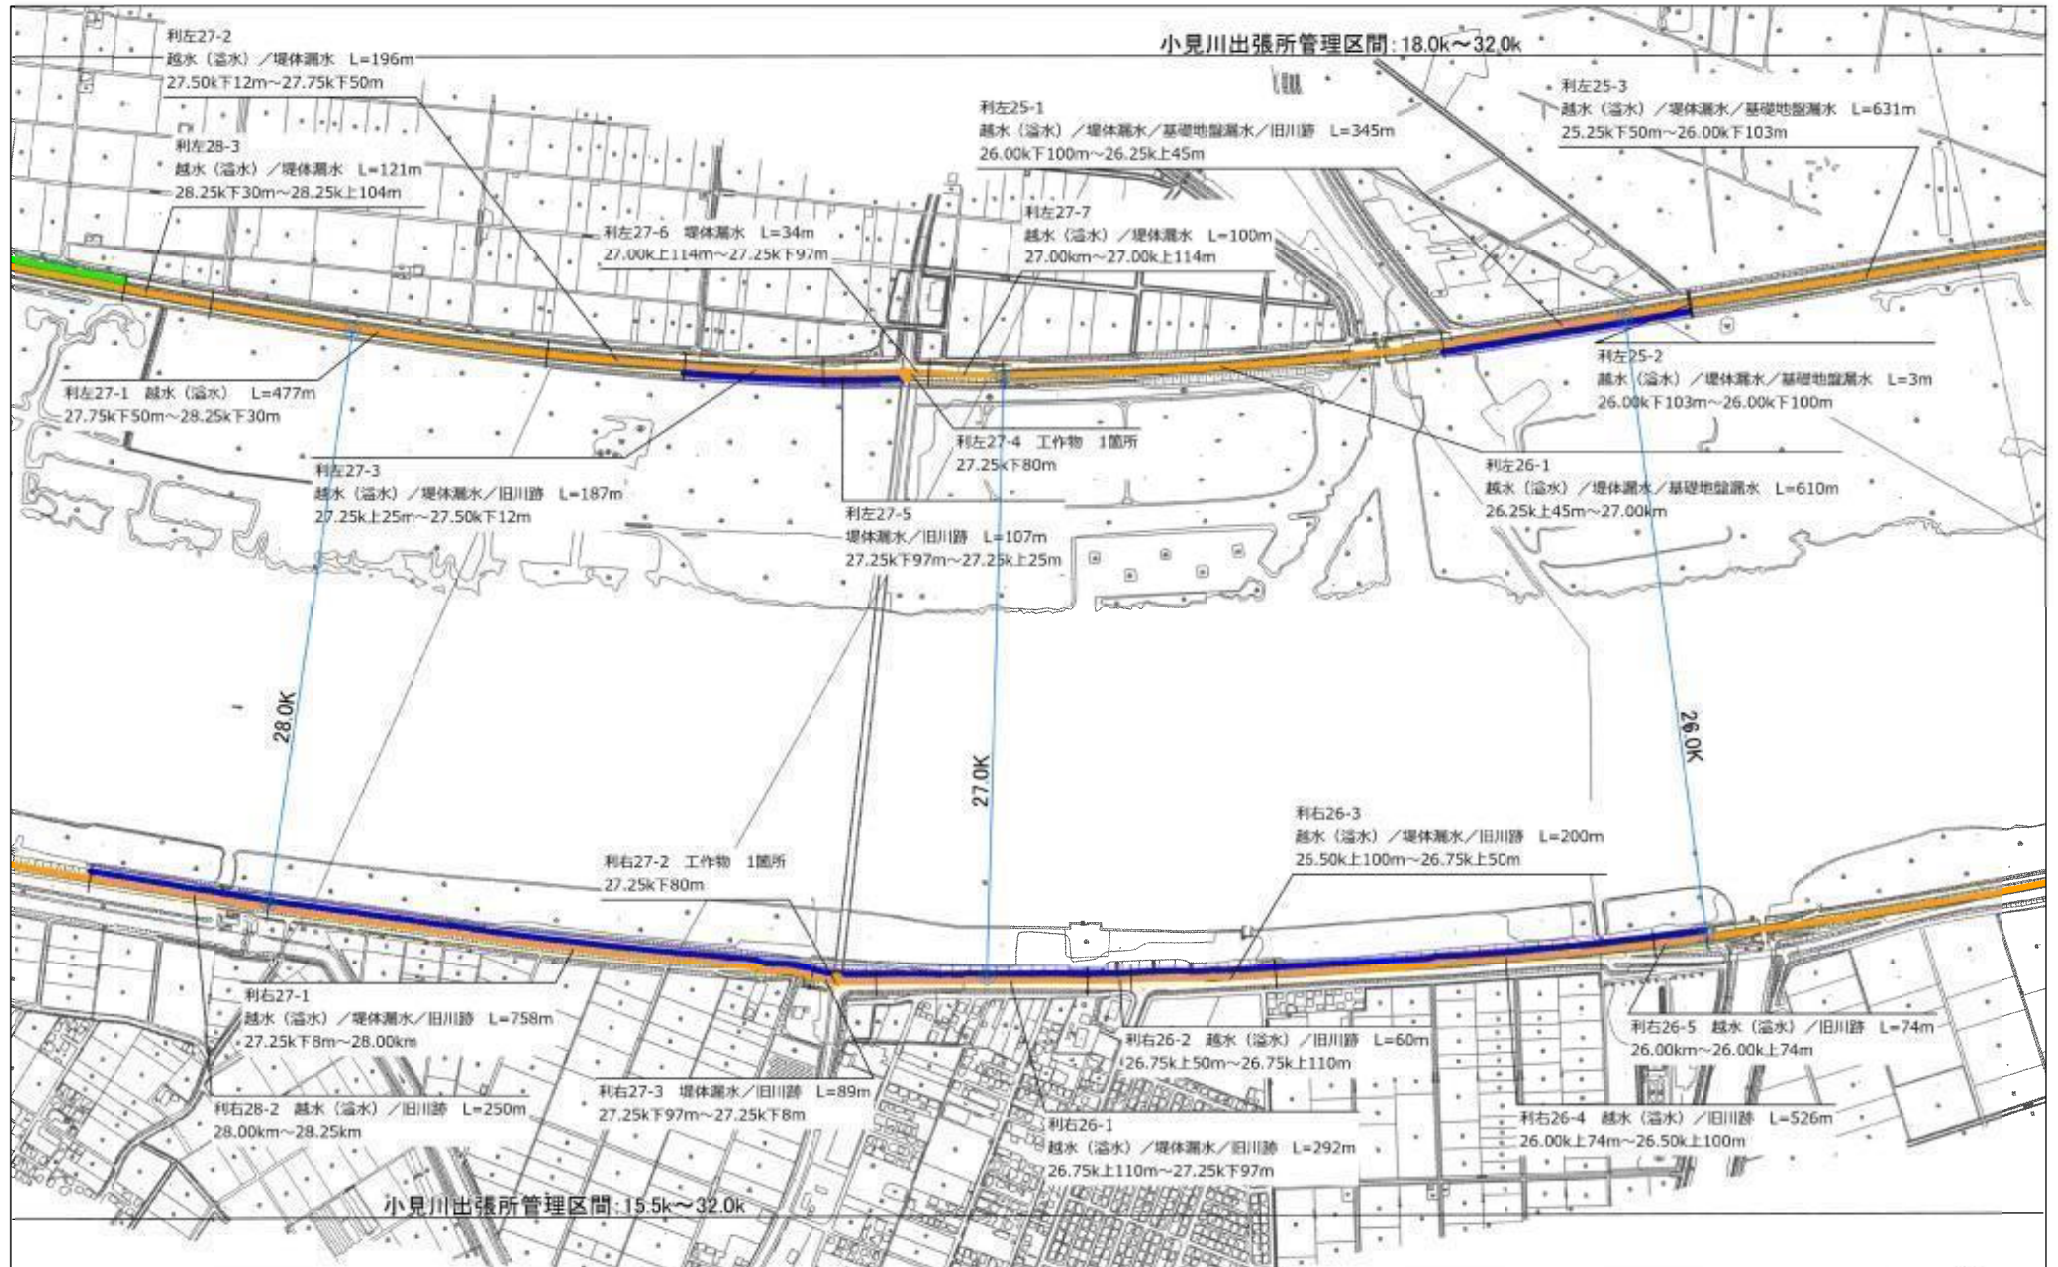 小見川出張所管理区間:18.0k～32.0k
利左27-2
越水（溢水）／堤体漏水　L=196m
27.50k下12m～27.75k下50m
利左28-3
越水（溢水）／堤体漏水　L=121m
28.25k下30m～28.25k上104m
利左27-6　堤体漏水　L=34m
27.00k上114m～27.25k下97m
利左25-1
越水（溢水）／堤体漏水／基礎地盤漏水／旧川跡　L=345m
26.00k下100m～26.25k上45m
利左27-7
越水（溢水）／堤体漏水　L=100m
27.00km～27.00k上114m
利左25-3
越水（溢水）／堤体漏水／基礎地盤漏水　L=631m
25.25k下50m～26.00k下103m
利左27-1　越水（溢水）　L=477m
27.75k下50m～28.25k下30m
利左27-3
越水（溢水）／堤体漏水／旧川跡　L=187m
27.25k上25m～27.50k下12m
利左27-4　工作物　1箇所
27.25k下80m
利左27-5
堤体漏水／旧川跡　L=107m
27.25k下97m～27.25k上25m
利左25-2
越水（溢水）／堤体漏水／基礎地盤漏水　L=3m
26.00k下103m～26.00k下100m
利左26-1
越水（溢水）／堤体漏水／基礎地盤漏水　L=610m
26.25k上45m～27.00km
28.0K
27.0K
26.0K
利右27-2　工作物　1箇所
27.25k下80m
利右26-3
越水（溢水）／堤体漏水／旧川跡　L=200m
25.50k上100m～26.75k上50m
利右27-1
越水（溢水）／堤体漏水／旧川跡　L=758m
27.25k下8m～28.00km
利右28-2　越水（溢水）／旧川跡　L=250m
28.00km～28.25km
利右27-3　堤体漏水／旧川跡　L=89m
27.25k下97m～27.25k下8m
利右26-2　越水（溢水）／旧川跡　L=60m
26.75k上50m～26.75k上110m
利右26-1
越水（溢水）／堤体漏水／旧川跡　L=292m
26.75k上110m～27.25k下97m
利右26-5　越水（溢水）／旧川跡　L=74m
26.00km～26.00k上74m
利右26-4　越水（溢水）／旧川跡　L=526m
26.00k上74m～26.50k上100m
小見川出張所管理区間:15.5k～32.0k